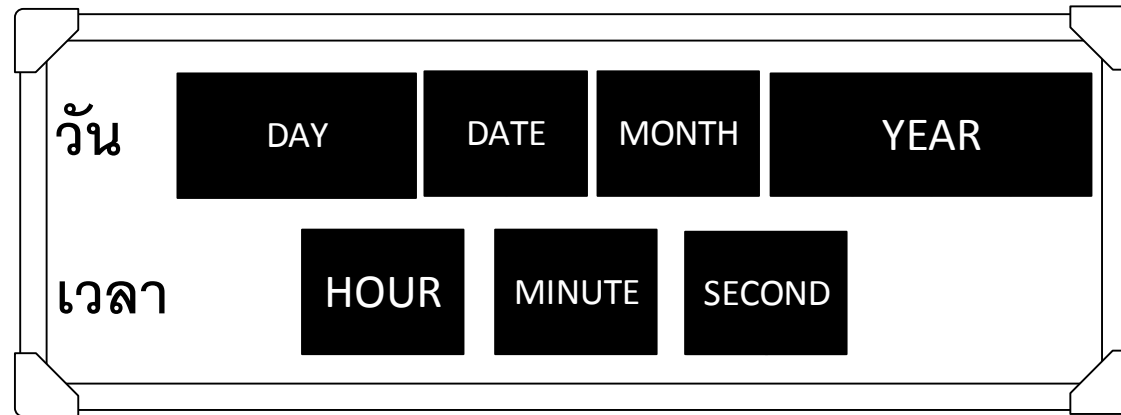 วัน DAY DATE MONTH YEAR
เวลา HOUR MINUTE SECOND